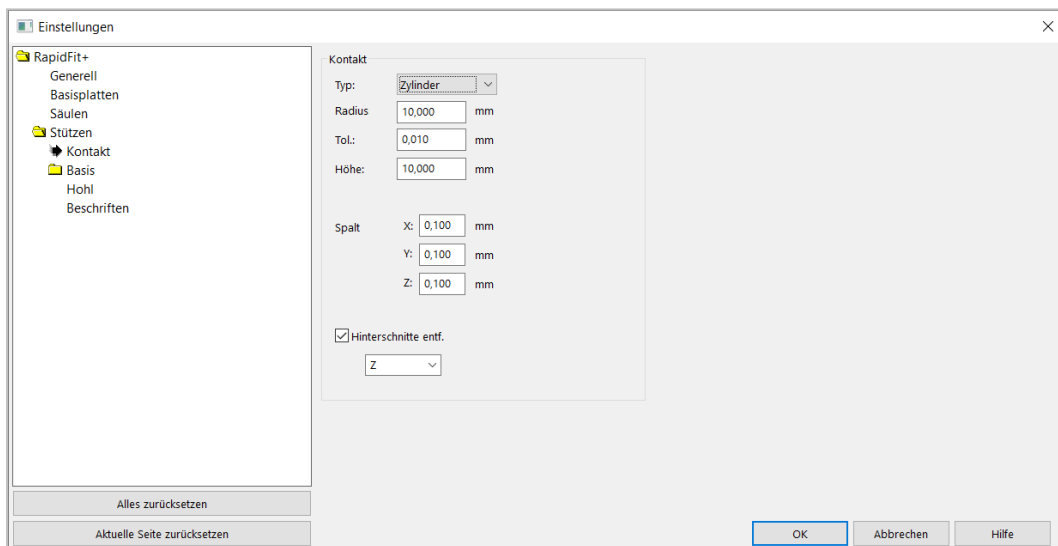 Einstellungen
RapidFit+
Generell
Basisplatten
Säulen
Stützen
Kontakt
Basis
Hohl
Beschriften
Alles zurücksetzen
Aktuelle Seite zurücksetzen
Kontakt
Typ: Zylinder
Radius 10,000 mm
Tol.: 0,010 mm
Höhe: 10,000 mm
Spalt X: 0,100 mm
Y: 0,100 mm
Z: 0,100 mm
Hinterschnitte entf.
Z
OK Abbrechen Hilfe